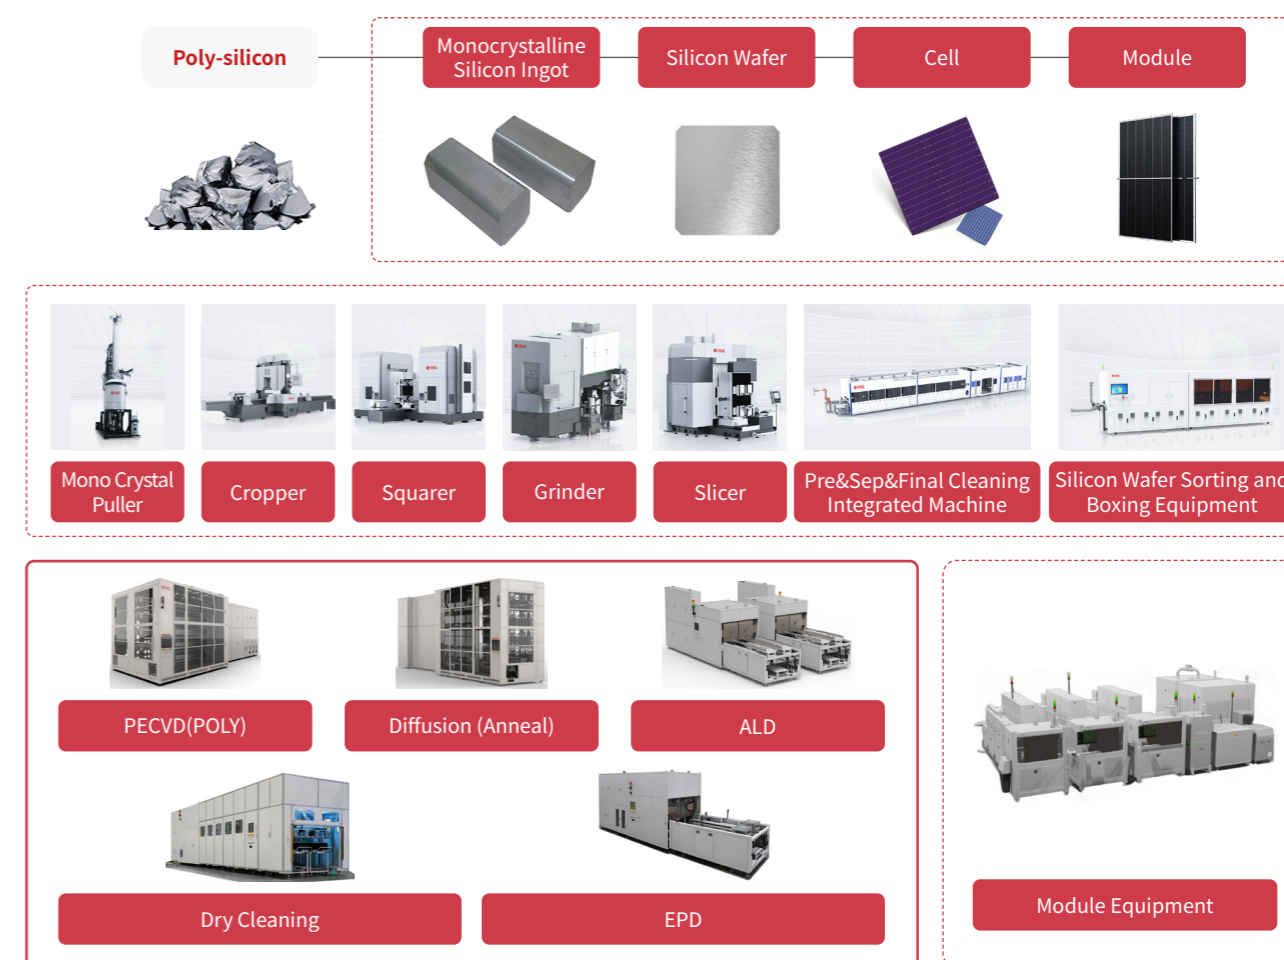 Poly-silicon
Monocrystalline
Silicon Ingot
Silicon Wafer
Cell
Module
Mono Crystal
Puller
Cropper
Squarer
Grinder
Slicer
Pre&Sep&Final Cleaning
Integrated Machine
Silicon Wafer Sorting and
Boxing Equipment
PECVD(POLY)
Diffusion (Anneal)
ALD
Dry Cleaning
EPD
Module Equipment